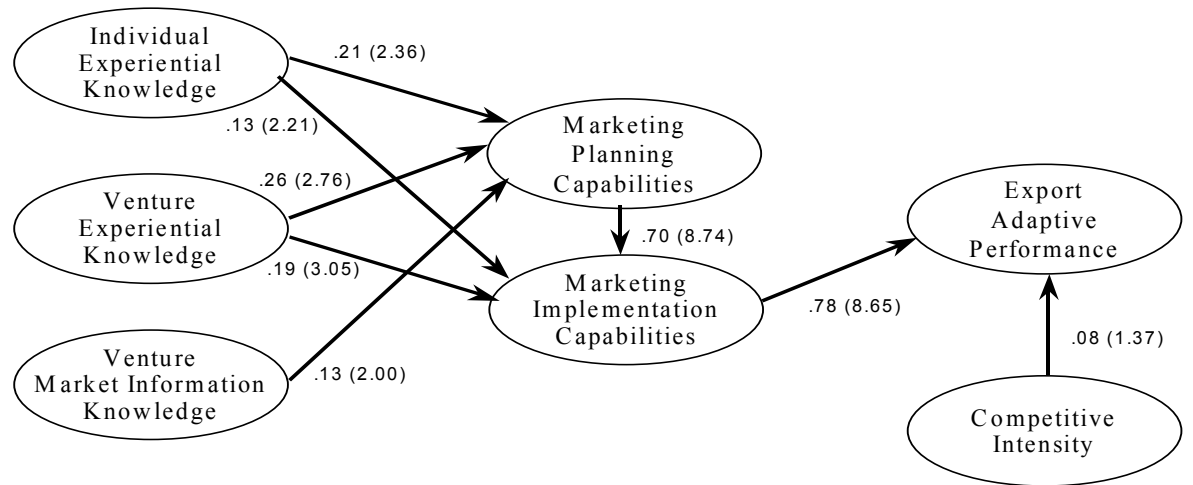 Individual
Experiential
Knowledge
.21 (2.36)
.13 (2.21)
Marketing
Planning
Capabilities
.26 (2.76)
Venture
Experiential
Knowledge
.19 (3.05)
.70 (8.74)
Marketing
Implementation
Capabilities
Export
Adaptive
Performance
.78 (8.65)
.08 (1.37)
Venture
Market Information
Knowledge
.13 (2.00)
Competitive
Intensity